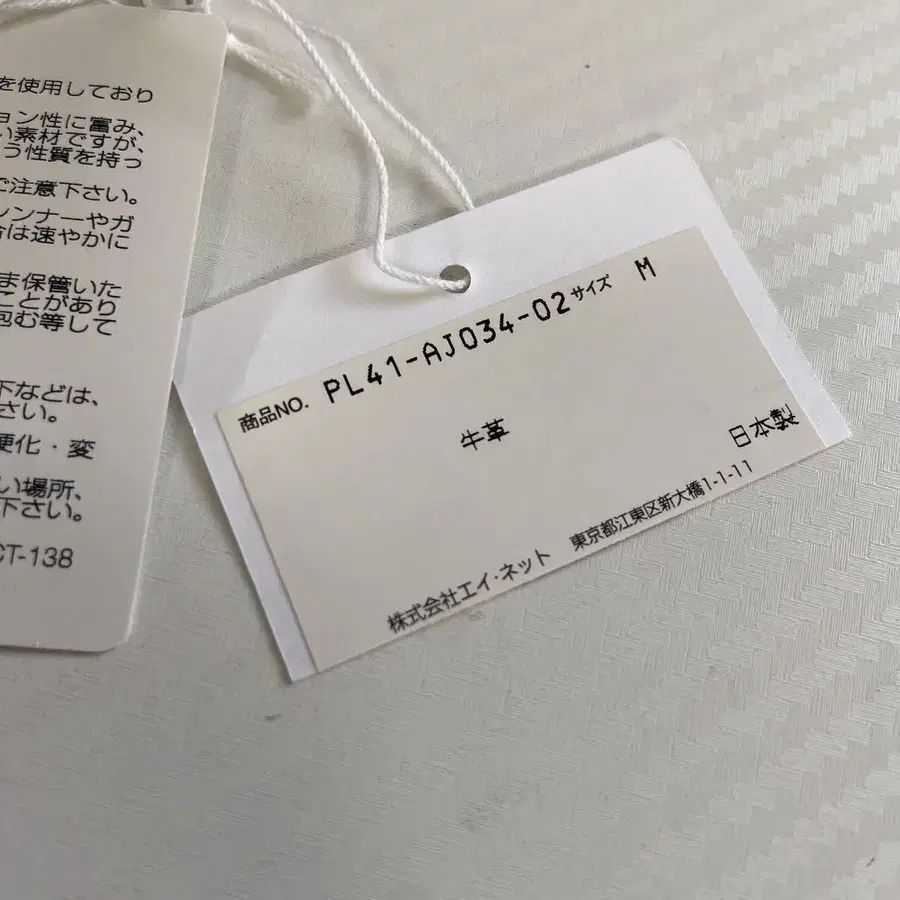 を使用しており
ョン性に富み、
い素材ですが、
う性質を持っ
ご注意下さい。
シンナーやガ
合は速やかに
ま保管いた
ことがあり
包む等して
下などは、
さい。
硬化・変
い場所、
下さい。
CT-138
商品NO. PL41-AJ034-02 サイズ M
牛革
日本製
株式会社エイ・ネット 東京都江東区新大橋1-1-11